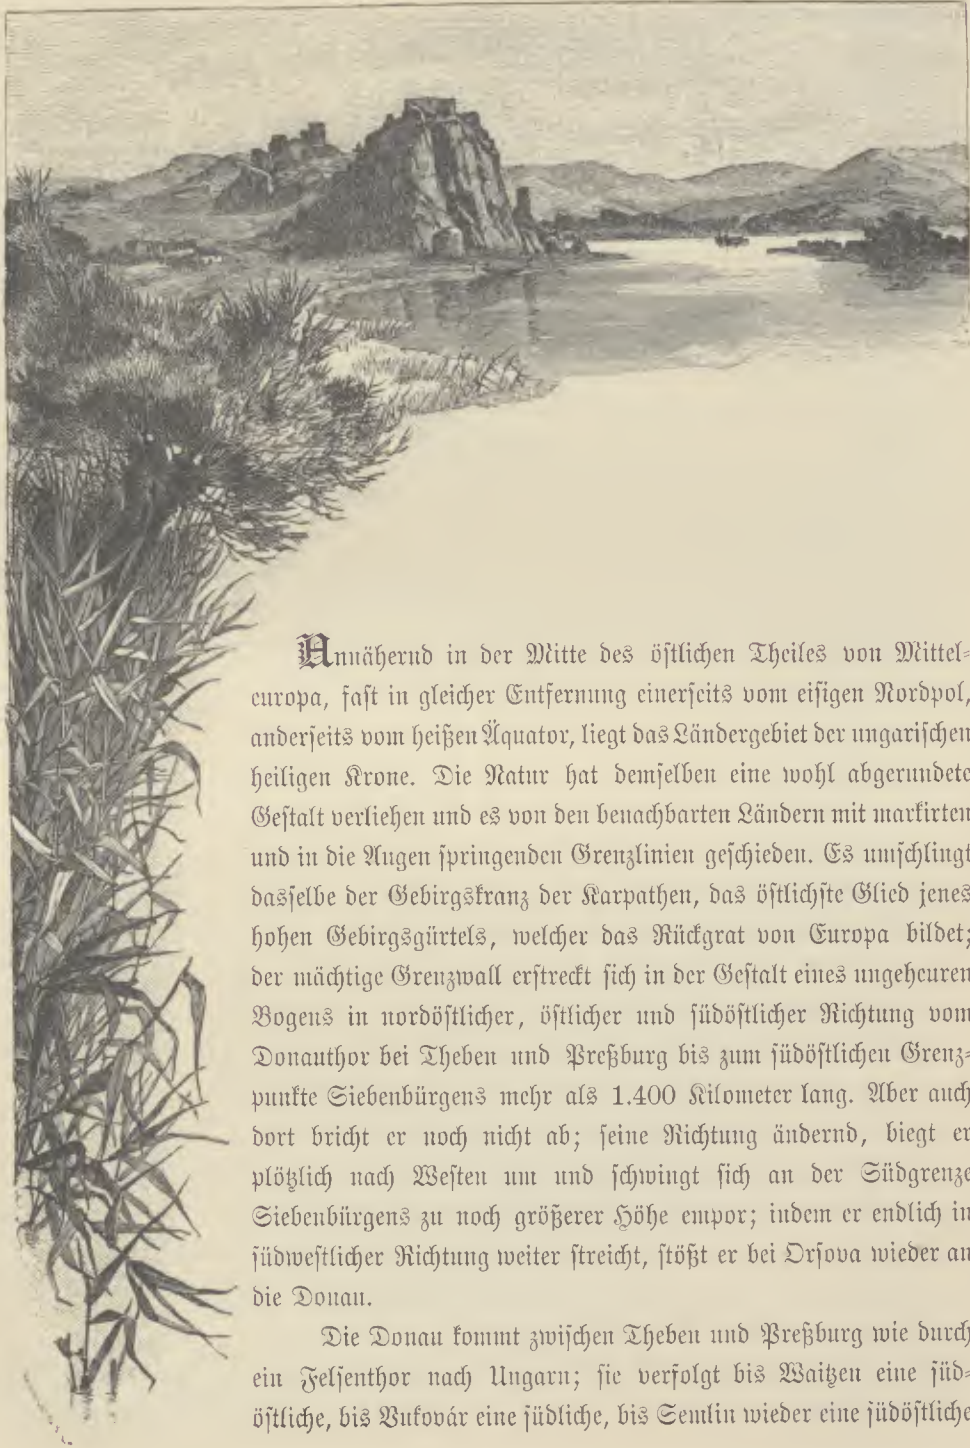 Annähernd in der Mitte des östlichen Theiles von Mittel-
europa, fast in gleicher Entfernung einerseits vom eisigen Nordpol,
anderseits vom heißen Äquator, liegt das Ländergebiet der ungarischen
heiligen Krone. Die Natur hat demselben eine wohl abgerundete
Gestalt verliehen und es von den benachbarten Ländern mit markirten
und in die Augen springenden Grenzlinien geschieden. Es umschlingt
dasselbe der Gebirgskranz der Karpathen, das östlichste Glied jenes
hohen Gebirgsgürtels, welcher das Rückgrat von Europa bildet;
der mächtige Grenzwall erstreckt sich in der Gestalt eines ungeheuren
Bogens in nordöstlicher, östlicher und südöstlicher Richtung vom
Donauthor bei Theben und Preßburg bis zum südöstlichen Grenz-
punkte Siebenbürgens mehr als 1.400 Kilometer lang. Aber auch
dort bricht er noch nicht ab; seine Richtung ändernd, biegt er
plötzlich nach Westen um und schwingt sich an der Südgrenze
Siebenbürgens zu noch größerer Höhe empor; indem er endlich in
südwestlicher Richtung weiter streicht, stößt er bei Orsova wieder an
die Donau.
Die Donau kommt zwischen Theben und Preßburg wie durch
ein Felsenthor nach Ungarn; sie verfolgt bis Waitzen eine süd-
östliche, bis Vukovár eine südliche, bis Semlin wieder eine südöstliche